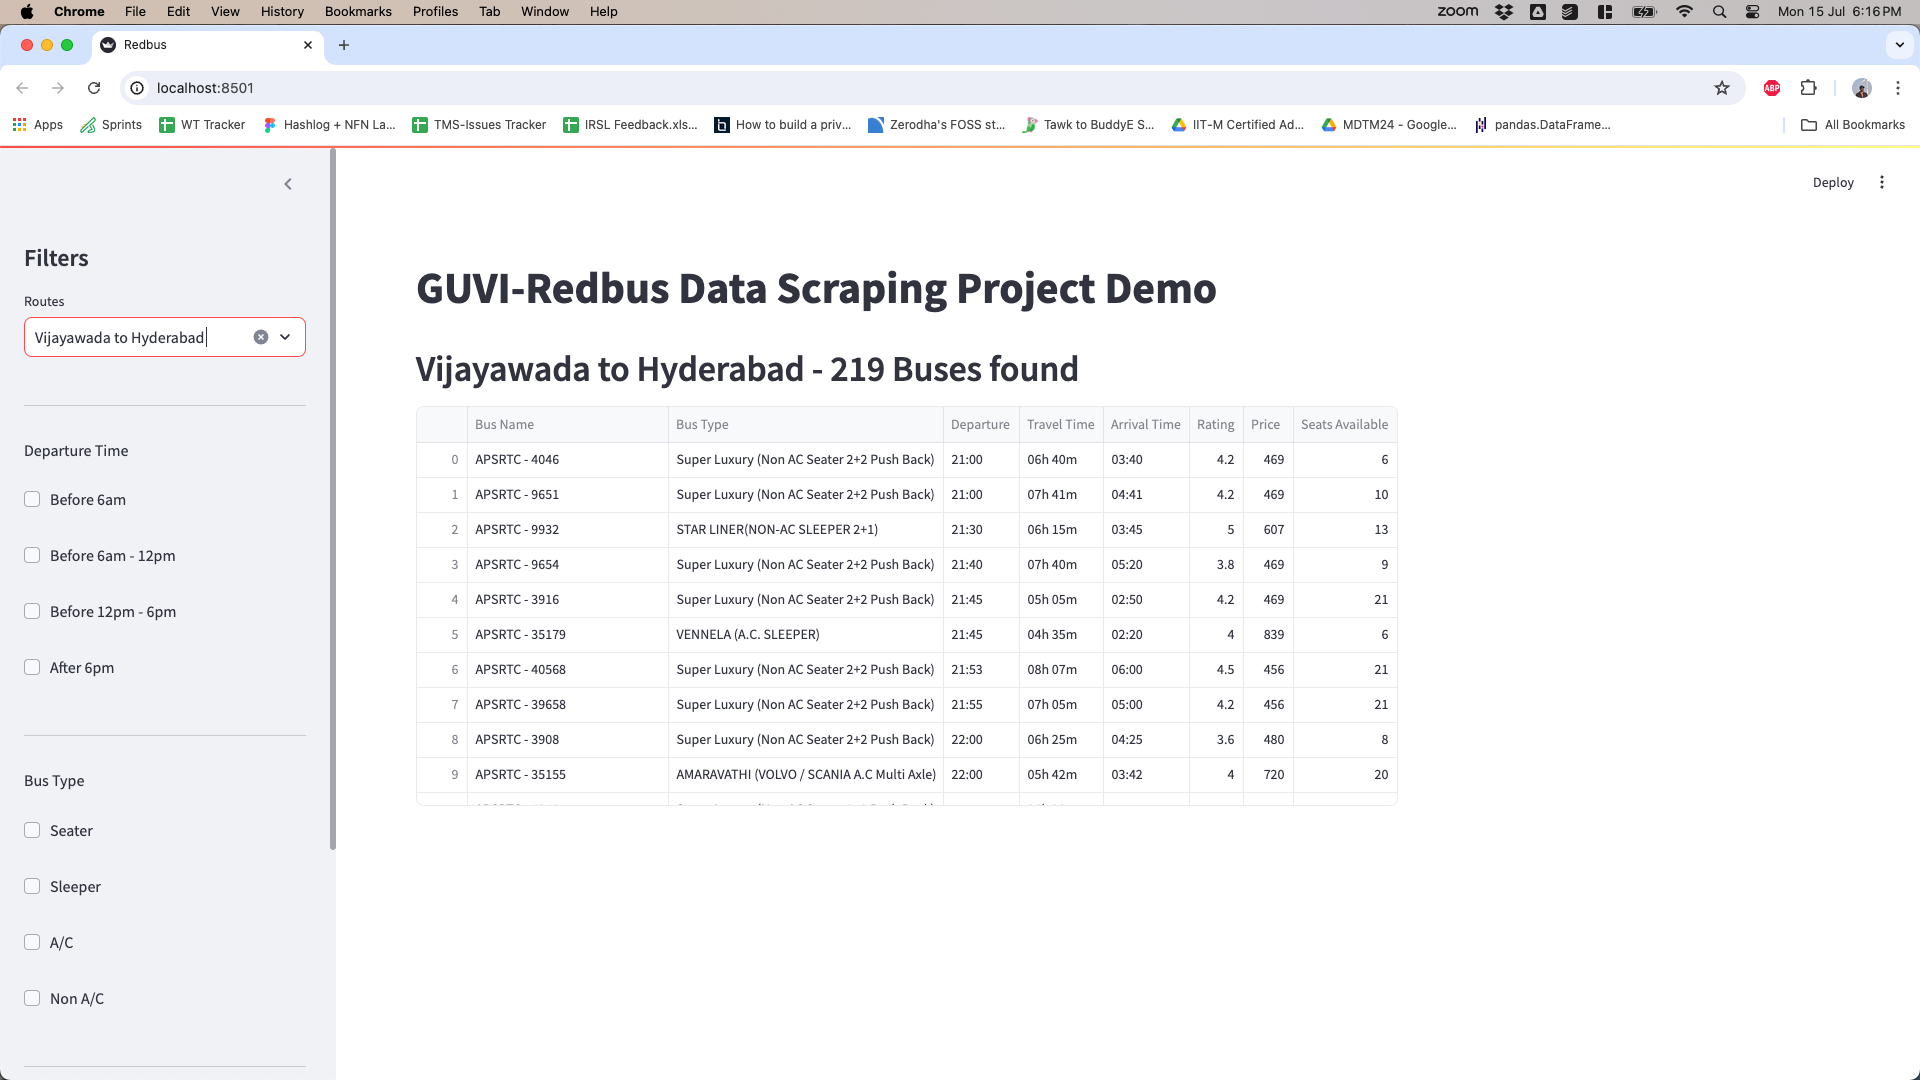 Chrome File Edit View History Bookmarks Profiles Tab Window Help zoom Mon 15 Jul 6:16 PM
Redbus
localhost:8501 ABP
Apps Sprints WT Tracker Hashlog + NFN La... TMS-Issues Tracker IRSL Feedback.xls... How to build a priv... Zerodha's FOSS st... Tawk to BuddyE S... IIT-M Certified Ad... MDTM24 - Google... pandas.DataFrame... All Bookmarks
Deploy
Filters
Routes
Vijayawada to Hyderabad
Departure Time
Before 6am
Before 6am - 12pm
Before 12pm - 6pm
After 6pm
Bus Type
Seater
Sleeper
A/C
Non A/C
GUVI-Redbus Data Scraping Project Demo
Vijayawada to Hyderabad - 219 Buses found
Bus Name Bus Type Departure Travel Time Arrival Time Rating Price Seats Available
0 APSRTC - 4046 Super Luxury (Non AC Seater 2+2 Push Back) 21:00 06h 40m 03:40 4.2 469 6
1 APSRTC - 9651 Super Luxury (Non AC Seater 2+2 Push Back) 21:00 07h 41m 04:41 4.2 469 10
2 APSRTC - 9932 STAR LINER(NON-AC SLEEPER 2+1) 21:30 06h 15m 03:45 5 607 13
3 APSRTC - 9654 Super Luxury (Non AC Seater 2+2 Push Back) 21:40 07h 40m 05:20 3.8 469 9
4 APSRTC - 3916 Super Luxury (Non AC Seater 2+2 Push Back) 21:45 05h 05m 02:50 4.2 469 21
5 APSRTC - 35179 VENNELA (A.C. SLEEPER) 21:45 04h 35m 02:20 4 839 6
6 APSRTC - 40568 Super Luxury (Non AC Seater 2+2 Push Back) 21:53 08h 07m 06:00 4.5 456 21
7 APSRTC - 39658 Super Luxury (Non AC Seater 2+2 Push Back) 21:55 07h 05m 05:00 4.2 456 21
8 APSRTC - 3908 Super Luxury (Non AC Seater 2+2 Push Back) 22:00 06h 25m 04:25 3.6 480 8
9 APSRTC - 35155 AMARAVATHI (VOLVO / SCANIA A.C Multi Axle) 22:00 05h 42m 03:42 4 720 20